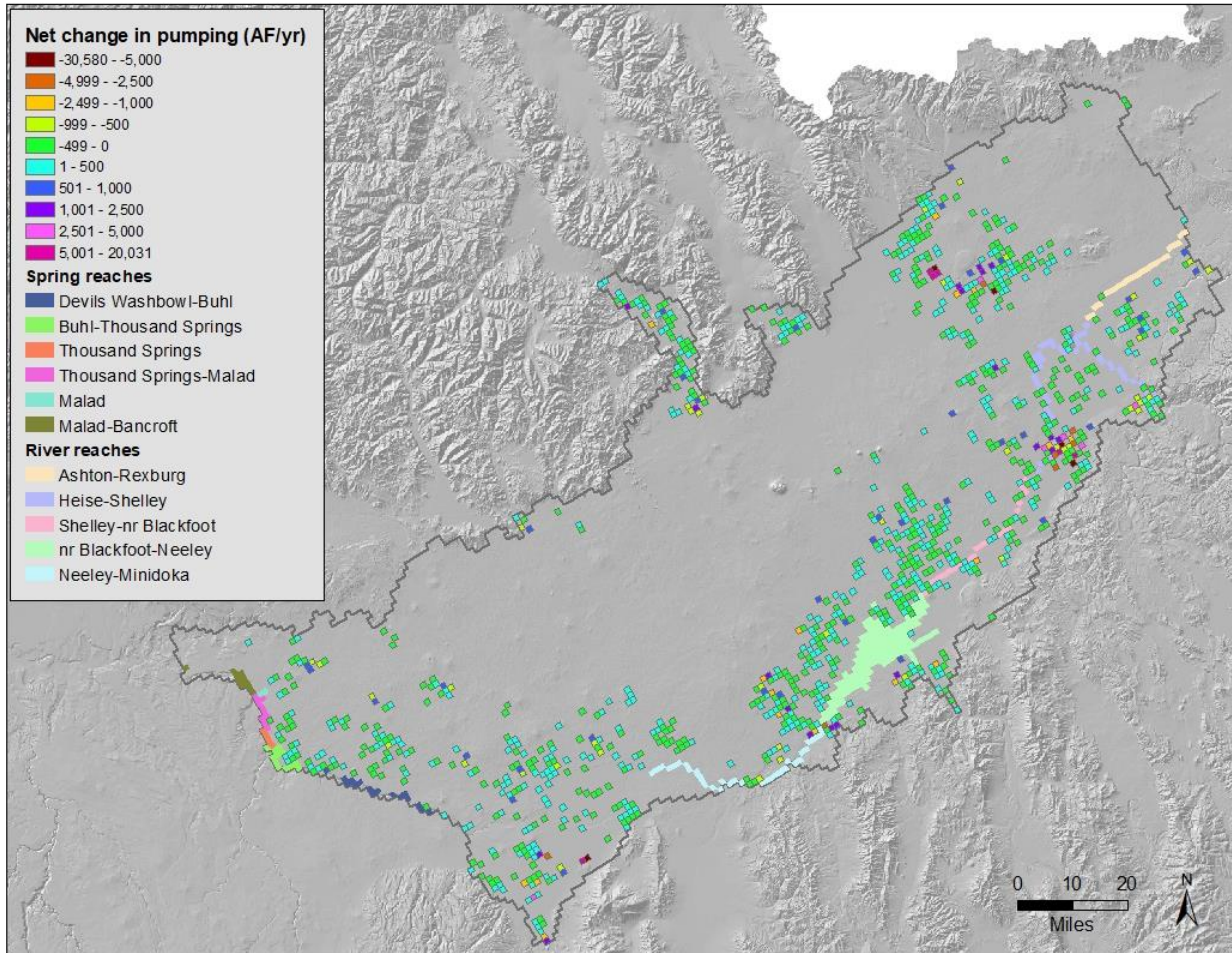 Net change in pumping (AF/yr)
-30,580 - -5,000
-4,999 - -2,500
-2,499 - -1,000
-999 - -500
-499 - 0
1 - 500
501 - 1,000
1,001 - 2,500
2,501 - 5,000
5,001 - 20,031
Spring reaches
Devils Washbowl-Buhl
Buhl-Thousand Springs
Thousand Springs
Thousand Springs-Malad
Malad
Malad-Bancroft
River reaches
Ashton-Rexburg
Heise-Shelley
Shelley-nr Blackfoot
nr Blackfoot-Neeley
Neeley-Minidoka
N
0 10 20
Miles